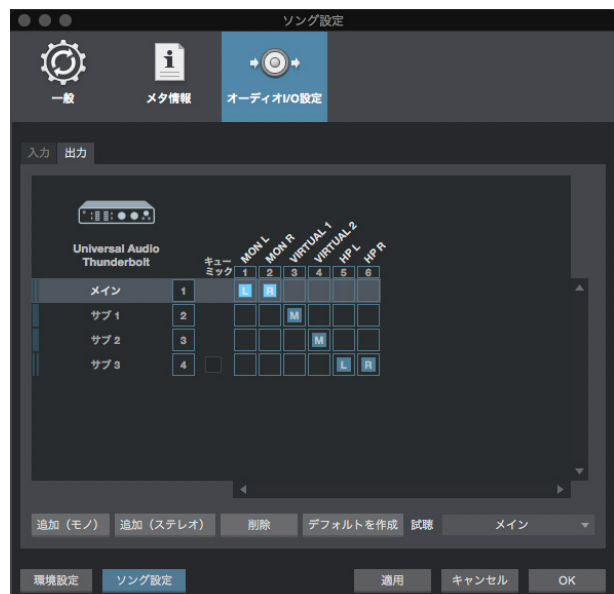 ソング設定
一般
メタ情報
オーディオI/O設定
入力 出力
Universal Audio
Thunderbolt
キュー
ミックス
MON L MON R VIRTUAL 1 VIRTUAL 2 HP L HP R
1 2 3 4 5 6
メイン 1 L R
サブ 1 2 M
サブ 2 3 M
サブ 3 4 L R
追加（モノ） 追加（ステレオ） 削除 デフォルトを作成 試聴 メイン
環境設定 ソング設定 適用 キャンセル OK